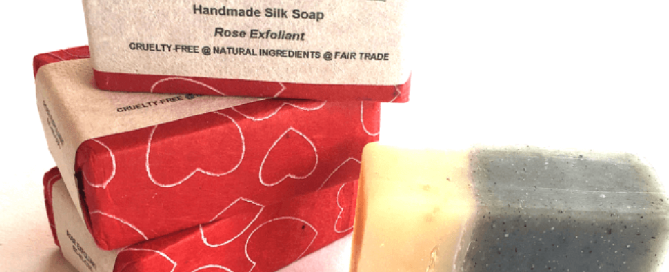 Handmade Silk Soap
Rose Exfoliant
CRUELTY-FREE @ NATURAL INGREDIENTS @ FAIR TRADE
CRUELTY-FREE @